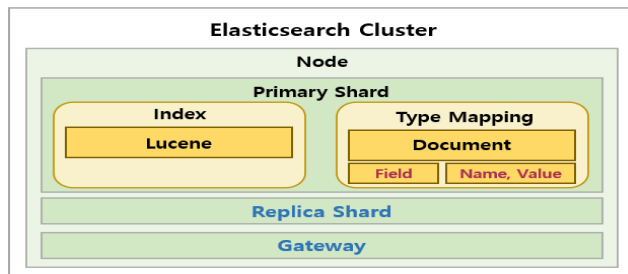 Elasticsearch Cluster
Node
Primary Shard
Index
Lucene
Type Mapping
Document
Field
Name, Value
Replica Shard
Gateway